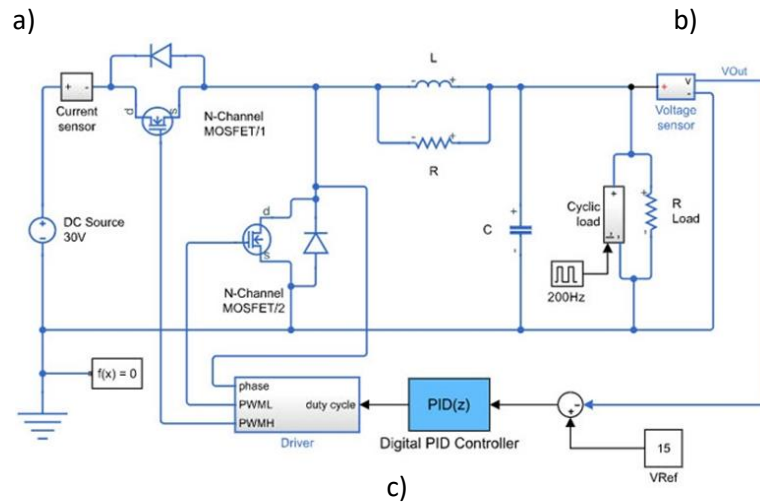 a)
b)
L
VOut
+ -
Current
sensor
d
s
N-Channel
MOSFET/1
- +
- +
R
+ v
-
Voltage
sensor
DC Source
30V
+
-
d
s
N-Channel
MOSFET/2
C
+
-
Cyclic
load
+
-
+
-
R
Load
200Hz
f(x) = 0
phase
PWML
PWMH
duty cycle
Driver
PID(z)
Digital PID Controller
-
+
15
VRef
c)